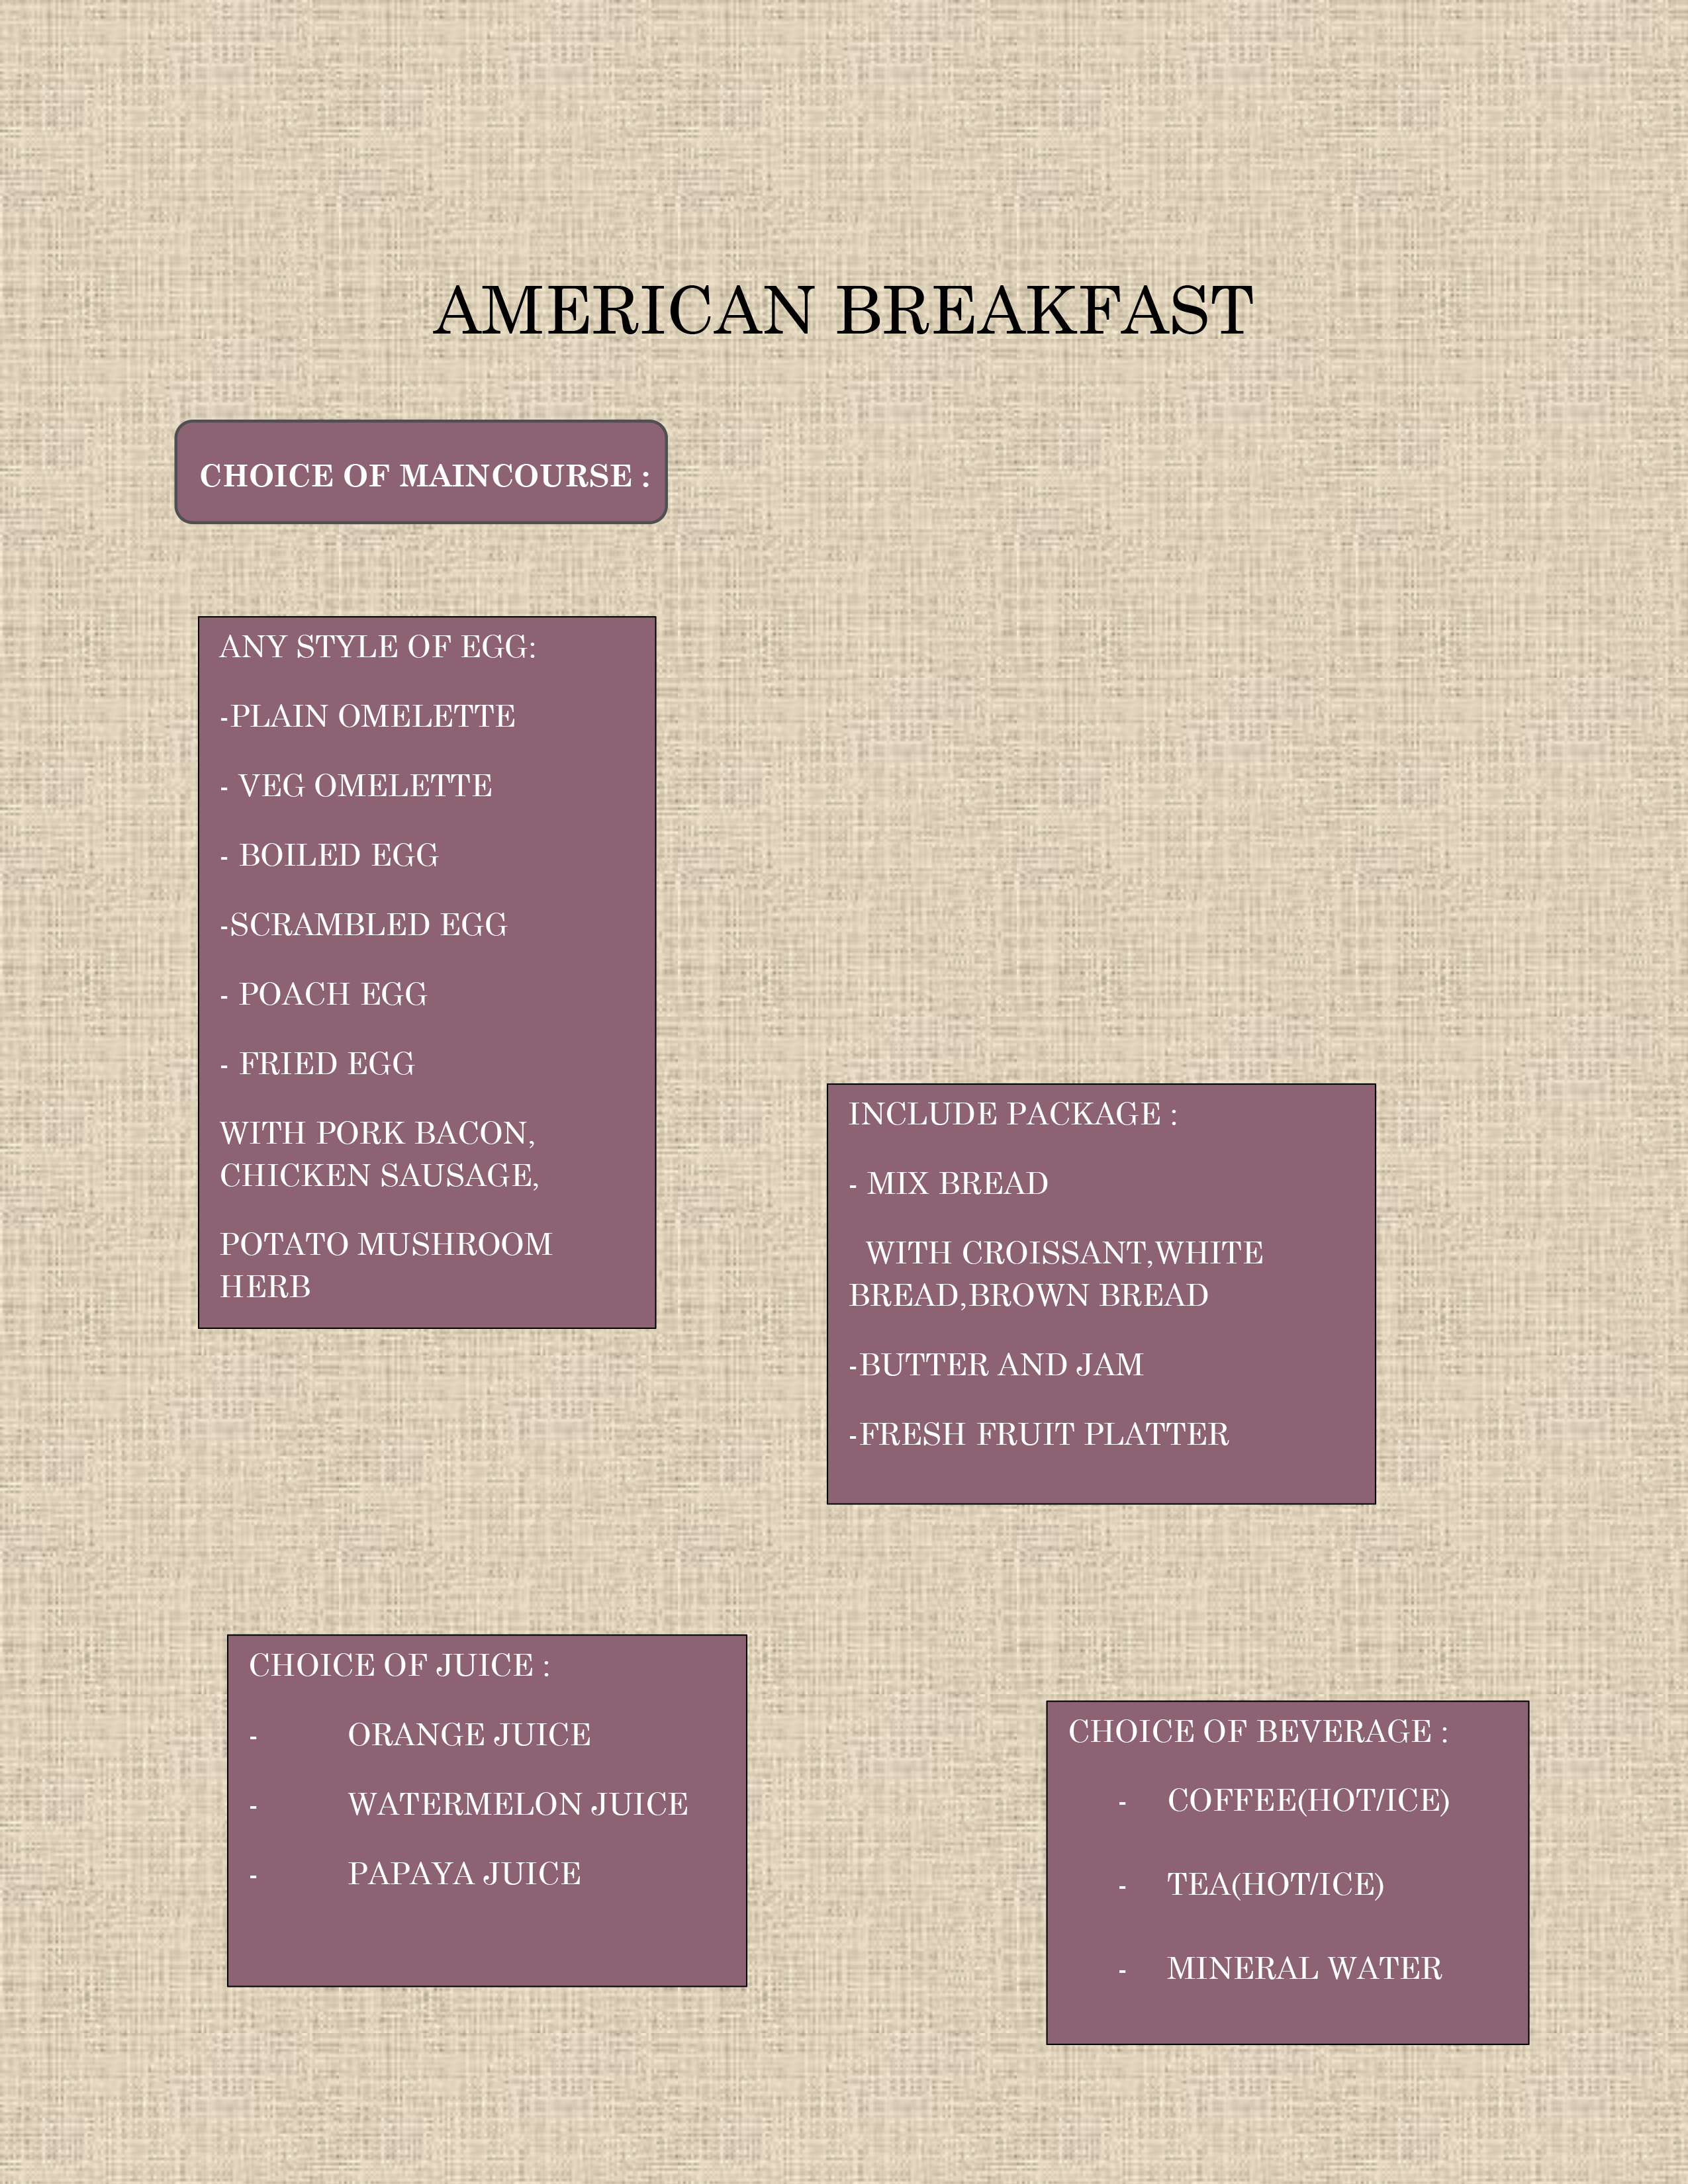 AMERICAN BREAKFAST
CHOICE OF MAINCOURSE :
ANY STYLE OF EGG:
-PLAIN OMELETTE
- VEG OMELETTE
- BOILED EGG
-SCRAMBLED EGG
- POACH EGG
- FRIED EGG
WITH PORK BACON,
CHICKEN SAUSAGE,
POTATO MUSHROOM
HERB
INCLUDE PACKAGE :
- MIX BREAD
WITH CROISSANT,WHITE
BREAD,BROWN BREAD
-BUTTER AND JAM
-FRESH FRUIT PLATTER
CHOICE OF JUICE :
- ORANGE JUICE
- WATERMELON JUICE
- PAPAYA JUICE
CHOICE OF BEVERAGE :
- COFFEE(HOT/ICE)
- TEA(HOT/ICE)
- MINERAL WATER